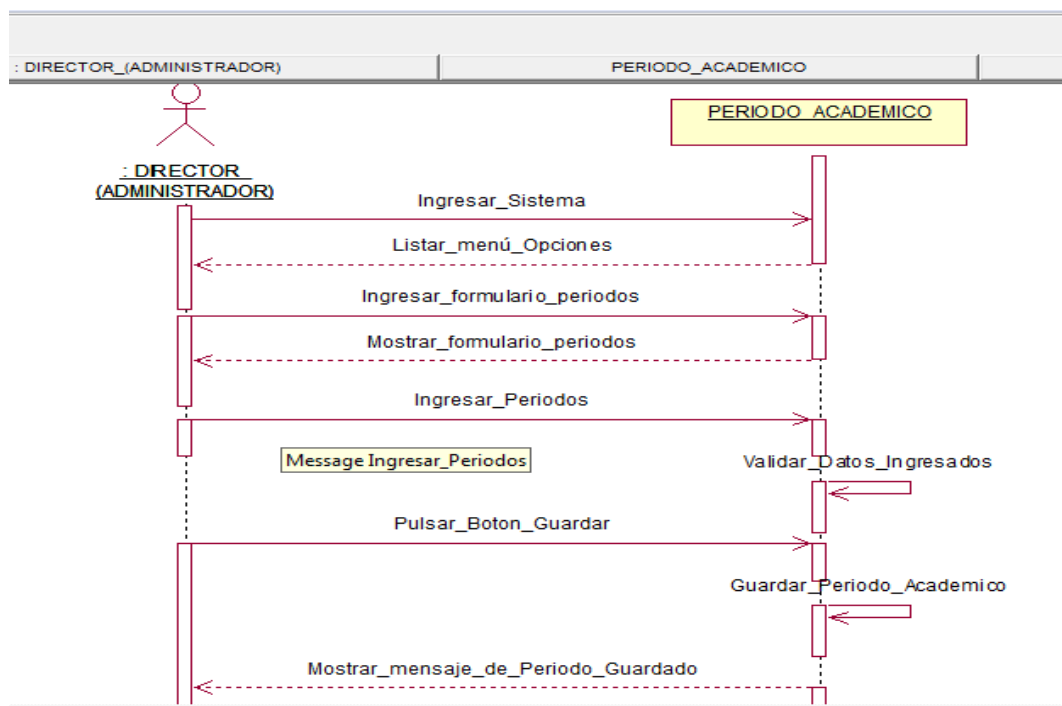 : DIRECTOR_(ADMINISTRADOR)
PERIODO_ACADEMICO
PERIODO_ACADEMICO
: DIRECTOR_
(ADMINISTRADOR)
Ingresar_Sistema
Listar_menú_Opciones
Ingresar_formulario_periodos
Mostrar_formulario_periodos
Ingresar_Periodos
Message Ingresar_Periodos
Validar_Datos_Ingresados
Pulsar_Boton_Guardar
Guardar_Periodo_Academico
Mostrar_mensaje_de_Periodo_Guardado